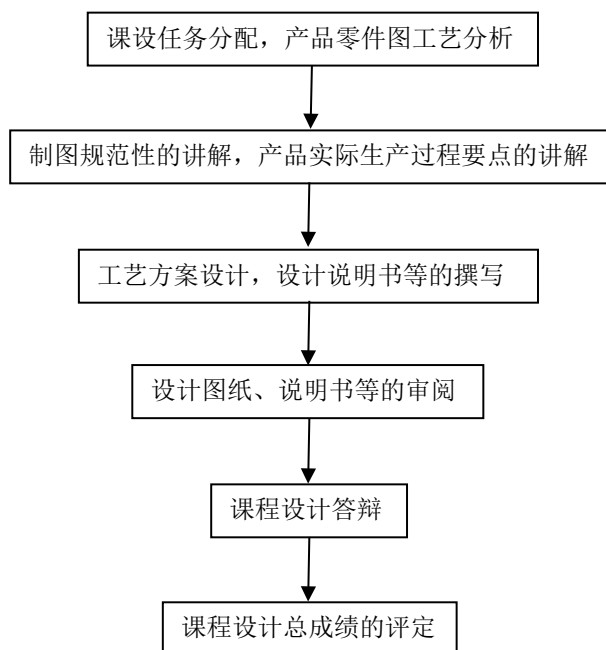 课设任务分配，产品零件图工艺分析
制图规范性的讲解，产品实际生产过程要点的讲解
工艺方案设计，设计说明书等的撰写
设计图纸、说明书等的审阅
课程设计答辩
课程设计总成绩的评定